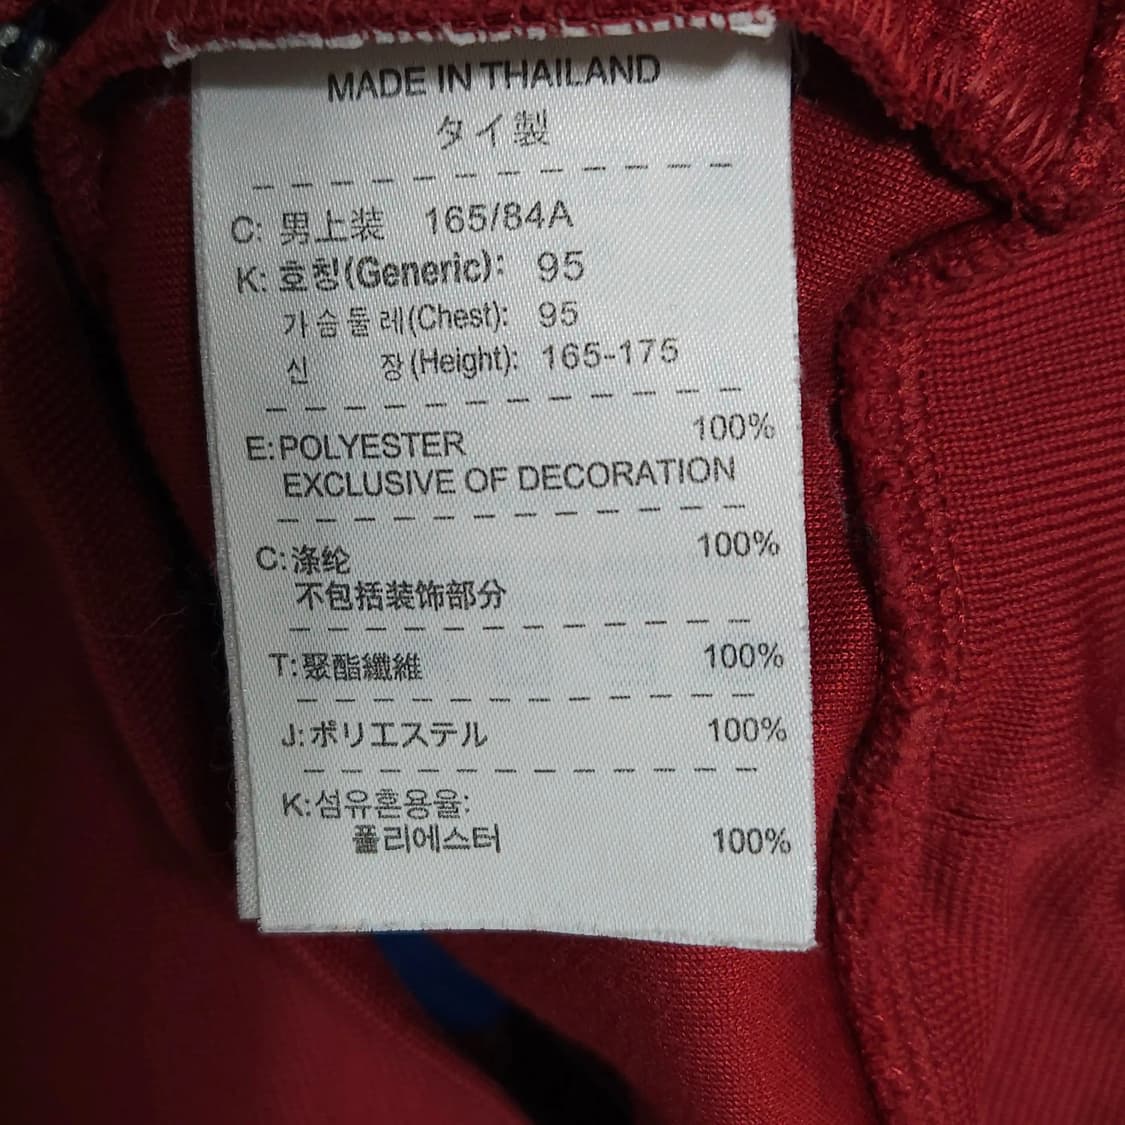 MADE IN THAILAND
タイ製
C: 男上装 165/84A
K: 호칭(Generic): 95
가슴둘레(Chest): 95
신 장(Height): 165-175
E: POLYESTER 100%
EXCLUSIVE OF DECORATION
C: 涤纶 100%
不包括装饰部分
T: 聚酯纖維 100%
J: ポリエステル 100%
K: 섬유혼용율:
폴리에스터 100%